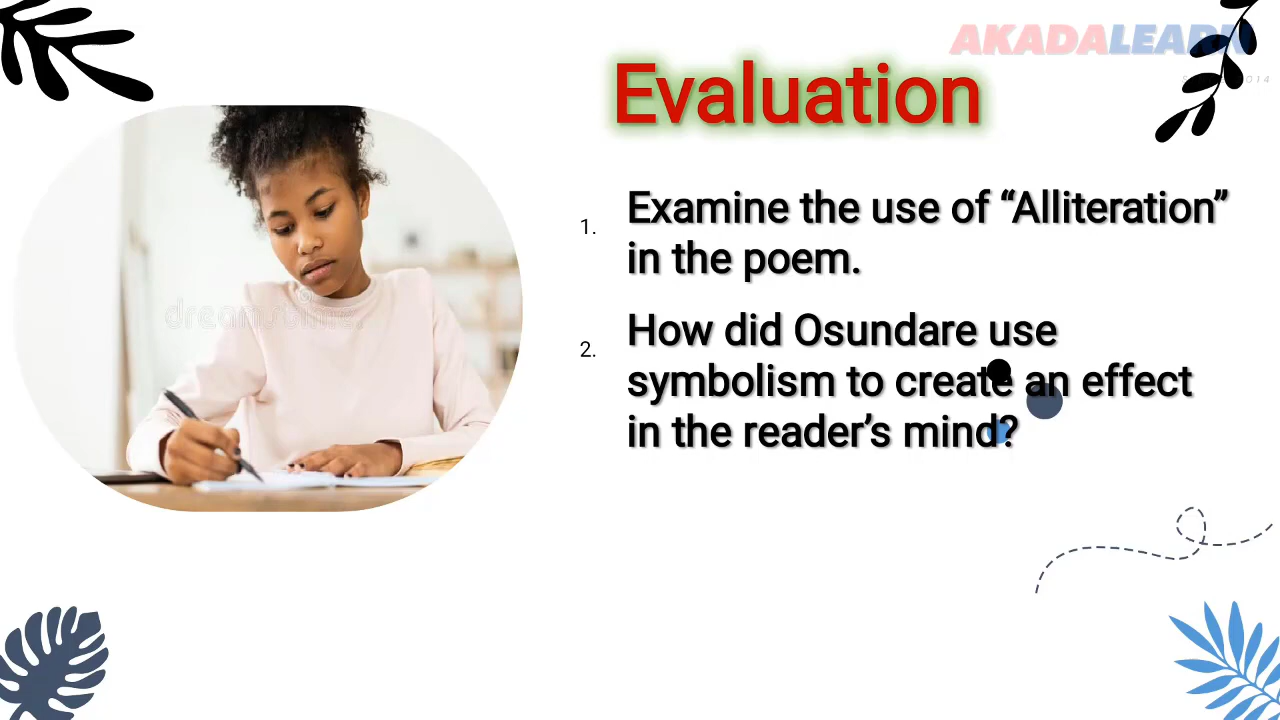 AKADALEARN
Evaluation
1. Examine the use of “Alliteration”
in the poem.
2. How did Osundare use
symbolism to create an effect
in the reader’s mind?
dreamstime.